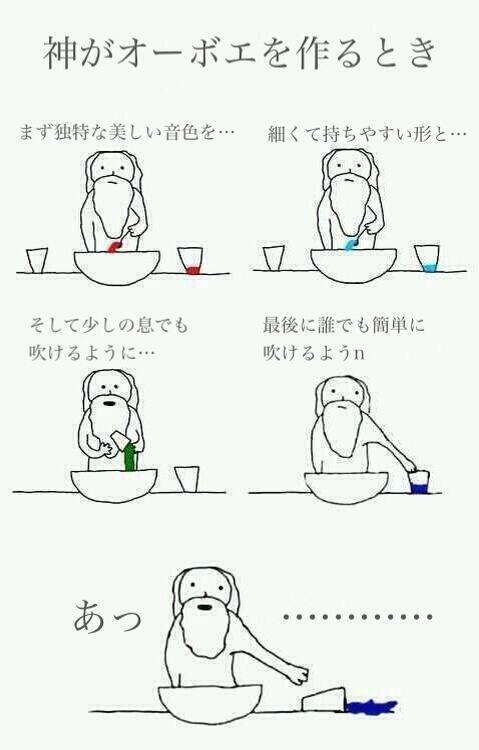 神がオーボエを作るとき
まず独特な美しい音色を…
細くて持ちやすい形と…
そして少しの息でも
吹けるように…
最後に誰でも簡単に
吹けるようn
あっ
…………